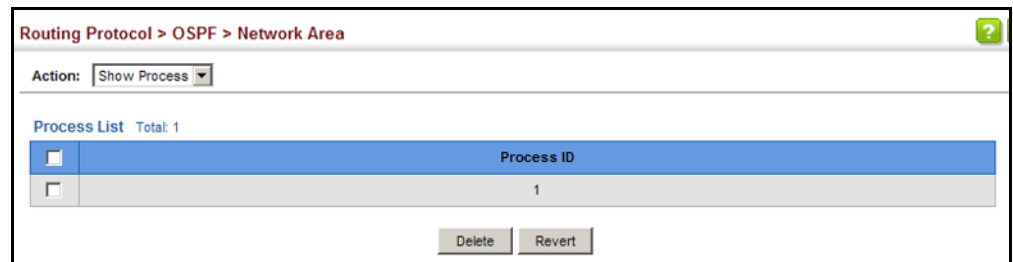 Routing Protocol > OSPF > Network Area
?
Action: Show Process
Process List Total: 1
Process ID
1
Delete Revert